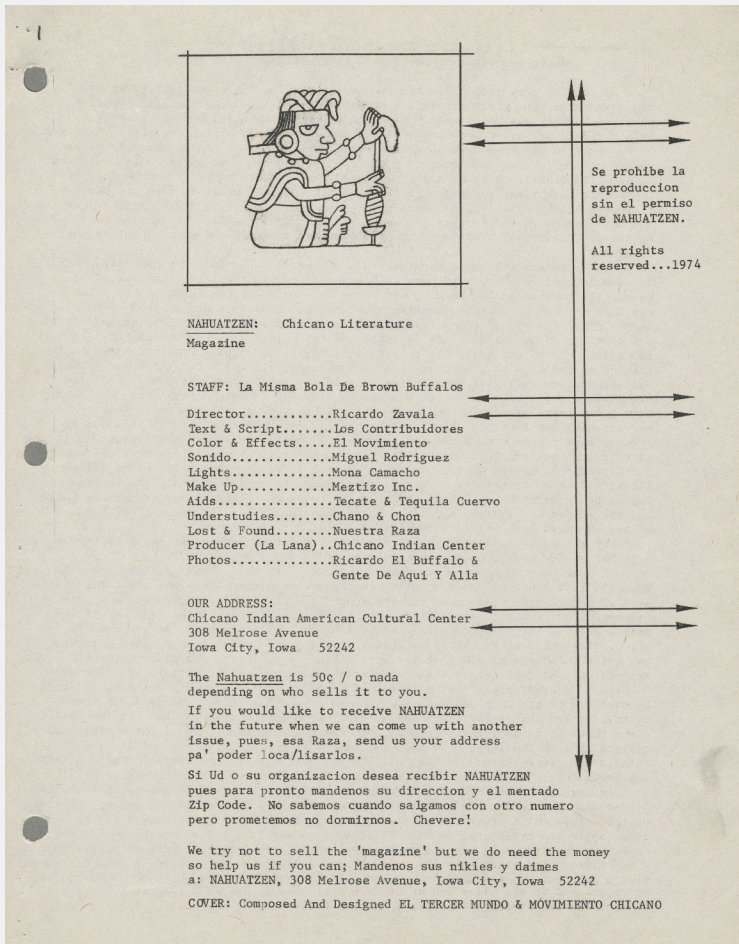 1
Se prohibe la
reproduccion
sin el permiso
de NAHUATZEN.
All rights
reserved...1974
NAHUATZEN: Chicano Literature
Magazine
STAFF: La Misma Bola De Brown Buffalos
Director............Ricardo Zavala
Text & Script.......Los Contribuidores
Color & Effects.....El Movimiento
Sonido..............Miguel Rodriguez
Lights..............Mona Camacho
Make Up.............Meztizo Inc.
Aids................Tecate & Tequila Cuervo
Understudies........Chano & Chon
Lost & Found........Nuestra Raza
Producer (La Lana)..Chicano Indian Center
Photos..............Ricardo El Buffalo &
Gente De Aqui Y Alla
OUR ADDRESS:
Chicano Indian American Cultural Center
308 Melrose Avenue
Iowa City, Iowa 52242
The Nahuatzen is 50¢ / o nada
depending on who sells it to you.
If you would like to receive NAHUATZEN
in the future when we can come up with another
issue, pues, esa Raza, send us your address
pa' poder loca/lisarlos.
Si Ud o su organizacion desea recibir NAHUATZEN
pues para pronto mandenos su direccion y el mentado
Zip Code. No sabemos cuando salgamos con otro numero
pero prometemos no dormirnos. Chevere!
We try not to sell the 'magazine' but we do need the money
so help us if you can; Mandenos sus nikles y daimes
a: NAHUATZEN, 308 Melrose Avenue, Iowa City, Iowa 52242
COVER: Composed And Designed EL TERCER MUNDO & MOVIMIENTO CHICANO